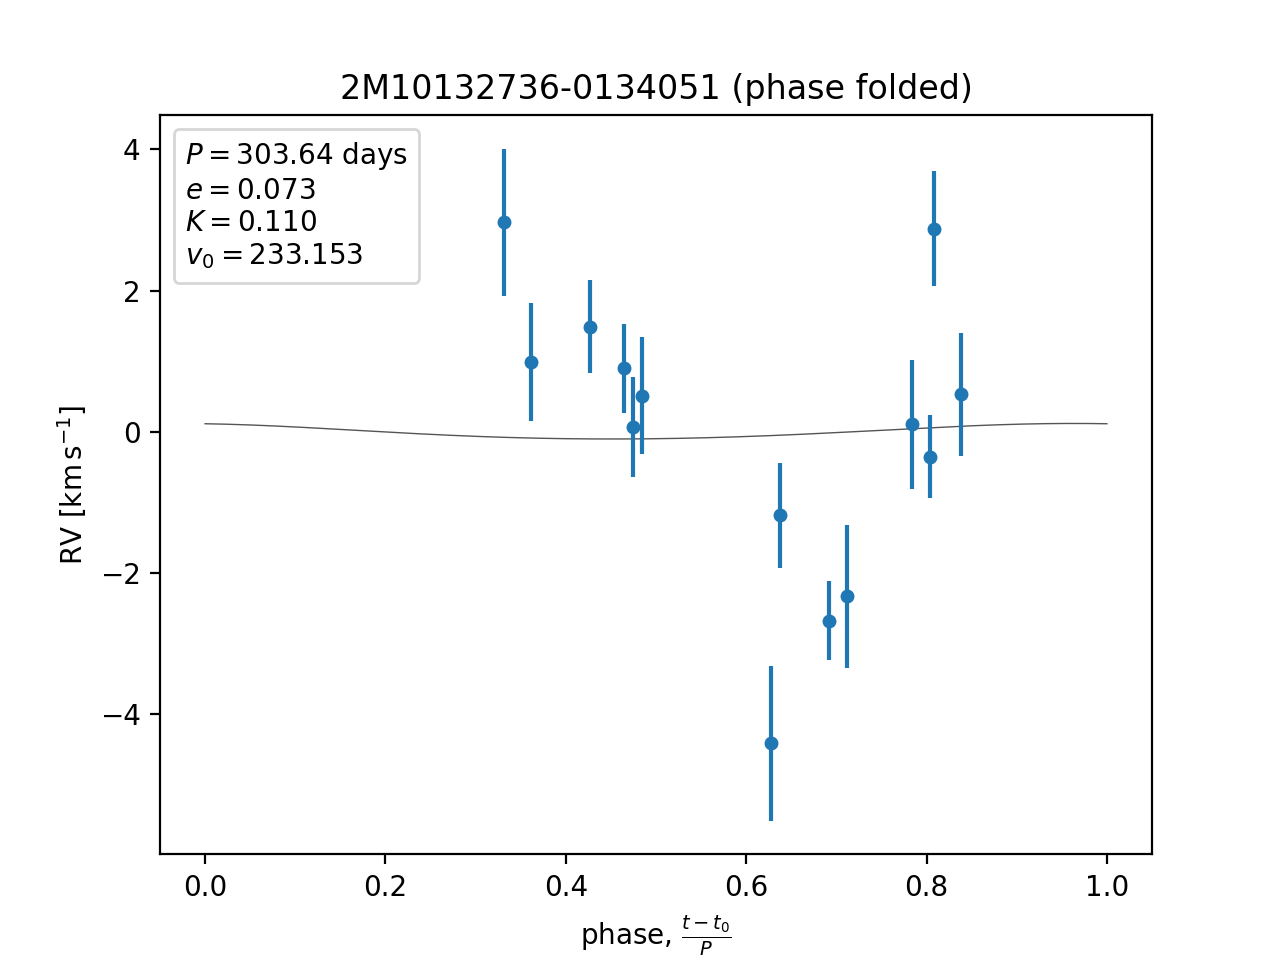 2M10132736-0134051 (phase folded)
P = 303.64 days
e = 0.073
K = 0.110
v₀ = 233.153
4
2
0
−2
−4
RV [km s⁻¹]
0.0 0.2 0.4 0.6 0.8 1.0
phase, (t − t₀)/P